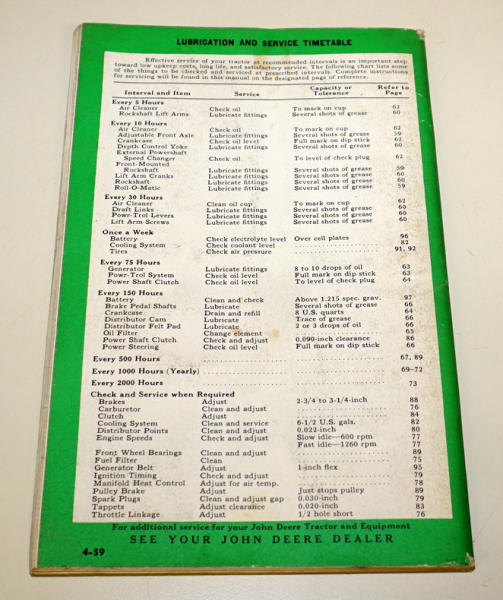 LUBRICATION AND SERVICE TIMETABLE
Effective service of your tractor at recommended intervals is an important step
toward low upkeep costs, long life, and satisfactory service. The following chart lists some
of the things to be checked and serviced at prescribed intervals. Complete instructions
for servicing will be found in this manual on the designated page of reference.
Interval and Item Service Capacity or Tolerance Refer to Page
Every 5 Hours
Air Cleaner Check oil To mark on cup 62
Rockshaft Lift Arms Lubricate fittings Several shots of grease 60
Every 10 Hours
Air Cleaner Check oil To mark on cup 62
Adjustable Front Axle Lubricate fittings Several shots of grease 59
Crankcase Check oil level Full mark on dip stick 62
Depth Control Yoke Lubricate fittings Several shots of grease 60
External Powershaft
Speed Changer Check oil To level of check plug 62
Front-Mounted
Rockshaft Lubricate fittings Several shots of grease 59
Lift Arm Cranks Lubricate fittings Several shots of grease 60
Rockshaft Lubricate fittings Several shots of grease 60
Roll-O-Matic Lubricate fittings Several shots of grease 59
Every 30 Hours
Air Cleaner Clean oil cup To mark on cup 62
Draft Links Lubricate fittings Several shots of grease 60
Powr-Trol Levers Lubricate fittings Several shots of grease 60
Lift Arm Screws Lubricate fittings Several shots of grease 60
Once a Week
Battery Check electrolyte level Over cell plates 96
Cooling System Check coolant level 82
Tires Check air pressure 91, 92
Every 75 Hours
Generator Lubricate fittings 8 to 10 drops of oil 63
Powr-Trol System Check oil level Full mark on dip stick 63
Power Shaft Clutch Check oil level To level of check plug 64
Every 150 Hours
Battery Clean and check Above 1.215 spec. grav. 97
Brake Pedal Shafts Lubricate Several shots of grease 66
Crankcase Drain and refill 8 U.S. quarts 64
Distributor Cam Lubricate Trace of grease 66
Distributor Felt Pad Lubricate 2 or 3 drops of oil 66
Oil Filter Change element 65
Power Shaft Clutch Check and adjust 0.090-inch clearance 86
Power Steering Check oil level Full mark on dip stick 66
Every 500 Hours 67, 89
Every 1000 Hours (Yearly) 69-72
Every 2000 Hours 73
Check and Service when Required
Brakes Adjust 2-3/4 to 3-1/4-inch 88
Carburetor Clean and adjust 76
Clutch Adjust 84
Cooling System Clean and service 6-1/2 U.S. gals. 82
Distributor Points Clean and adjust 0.022-inch 80
Engine Speeds Check and adjust Slow idle—600 rpm 77
Fast idle—1260 rpm 77
Front Wheel Bearings Clean and adjust 89
Fuel Filter Clean 75
Generator Belt Adjust 1-inch flex 95
Ignition Timing Check and adjust 79
Manifold Heat Control Adjust for air temp. 78
Pulley Brake Adjust Just stops pulley 89
Spark Plugs Clean and adjust gap 0.030-inch 79
Tappets Adjust clearance 0.020-inch 83
Throttle Linkage Adjust 1/2 hole short 76
For additional service for your John Deere Tractor and Equipment
SEE YOUR JOHN DEERE DEALER
4-59